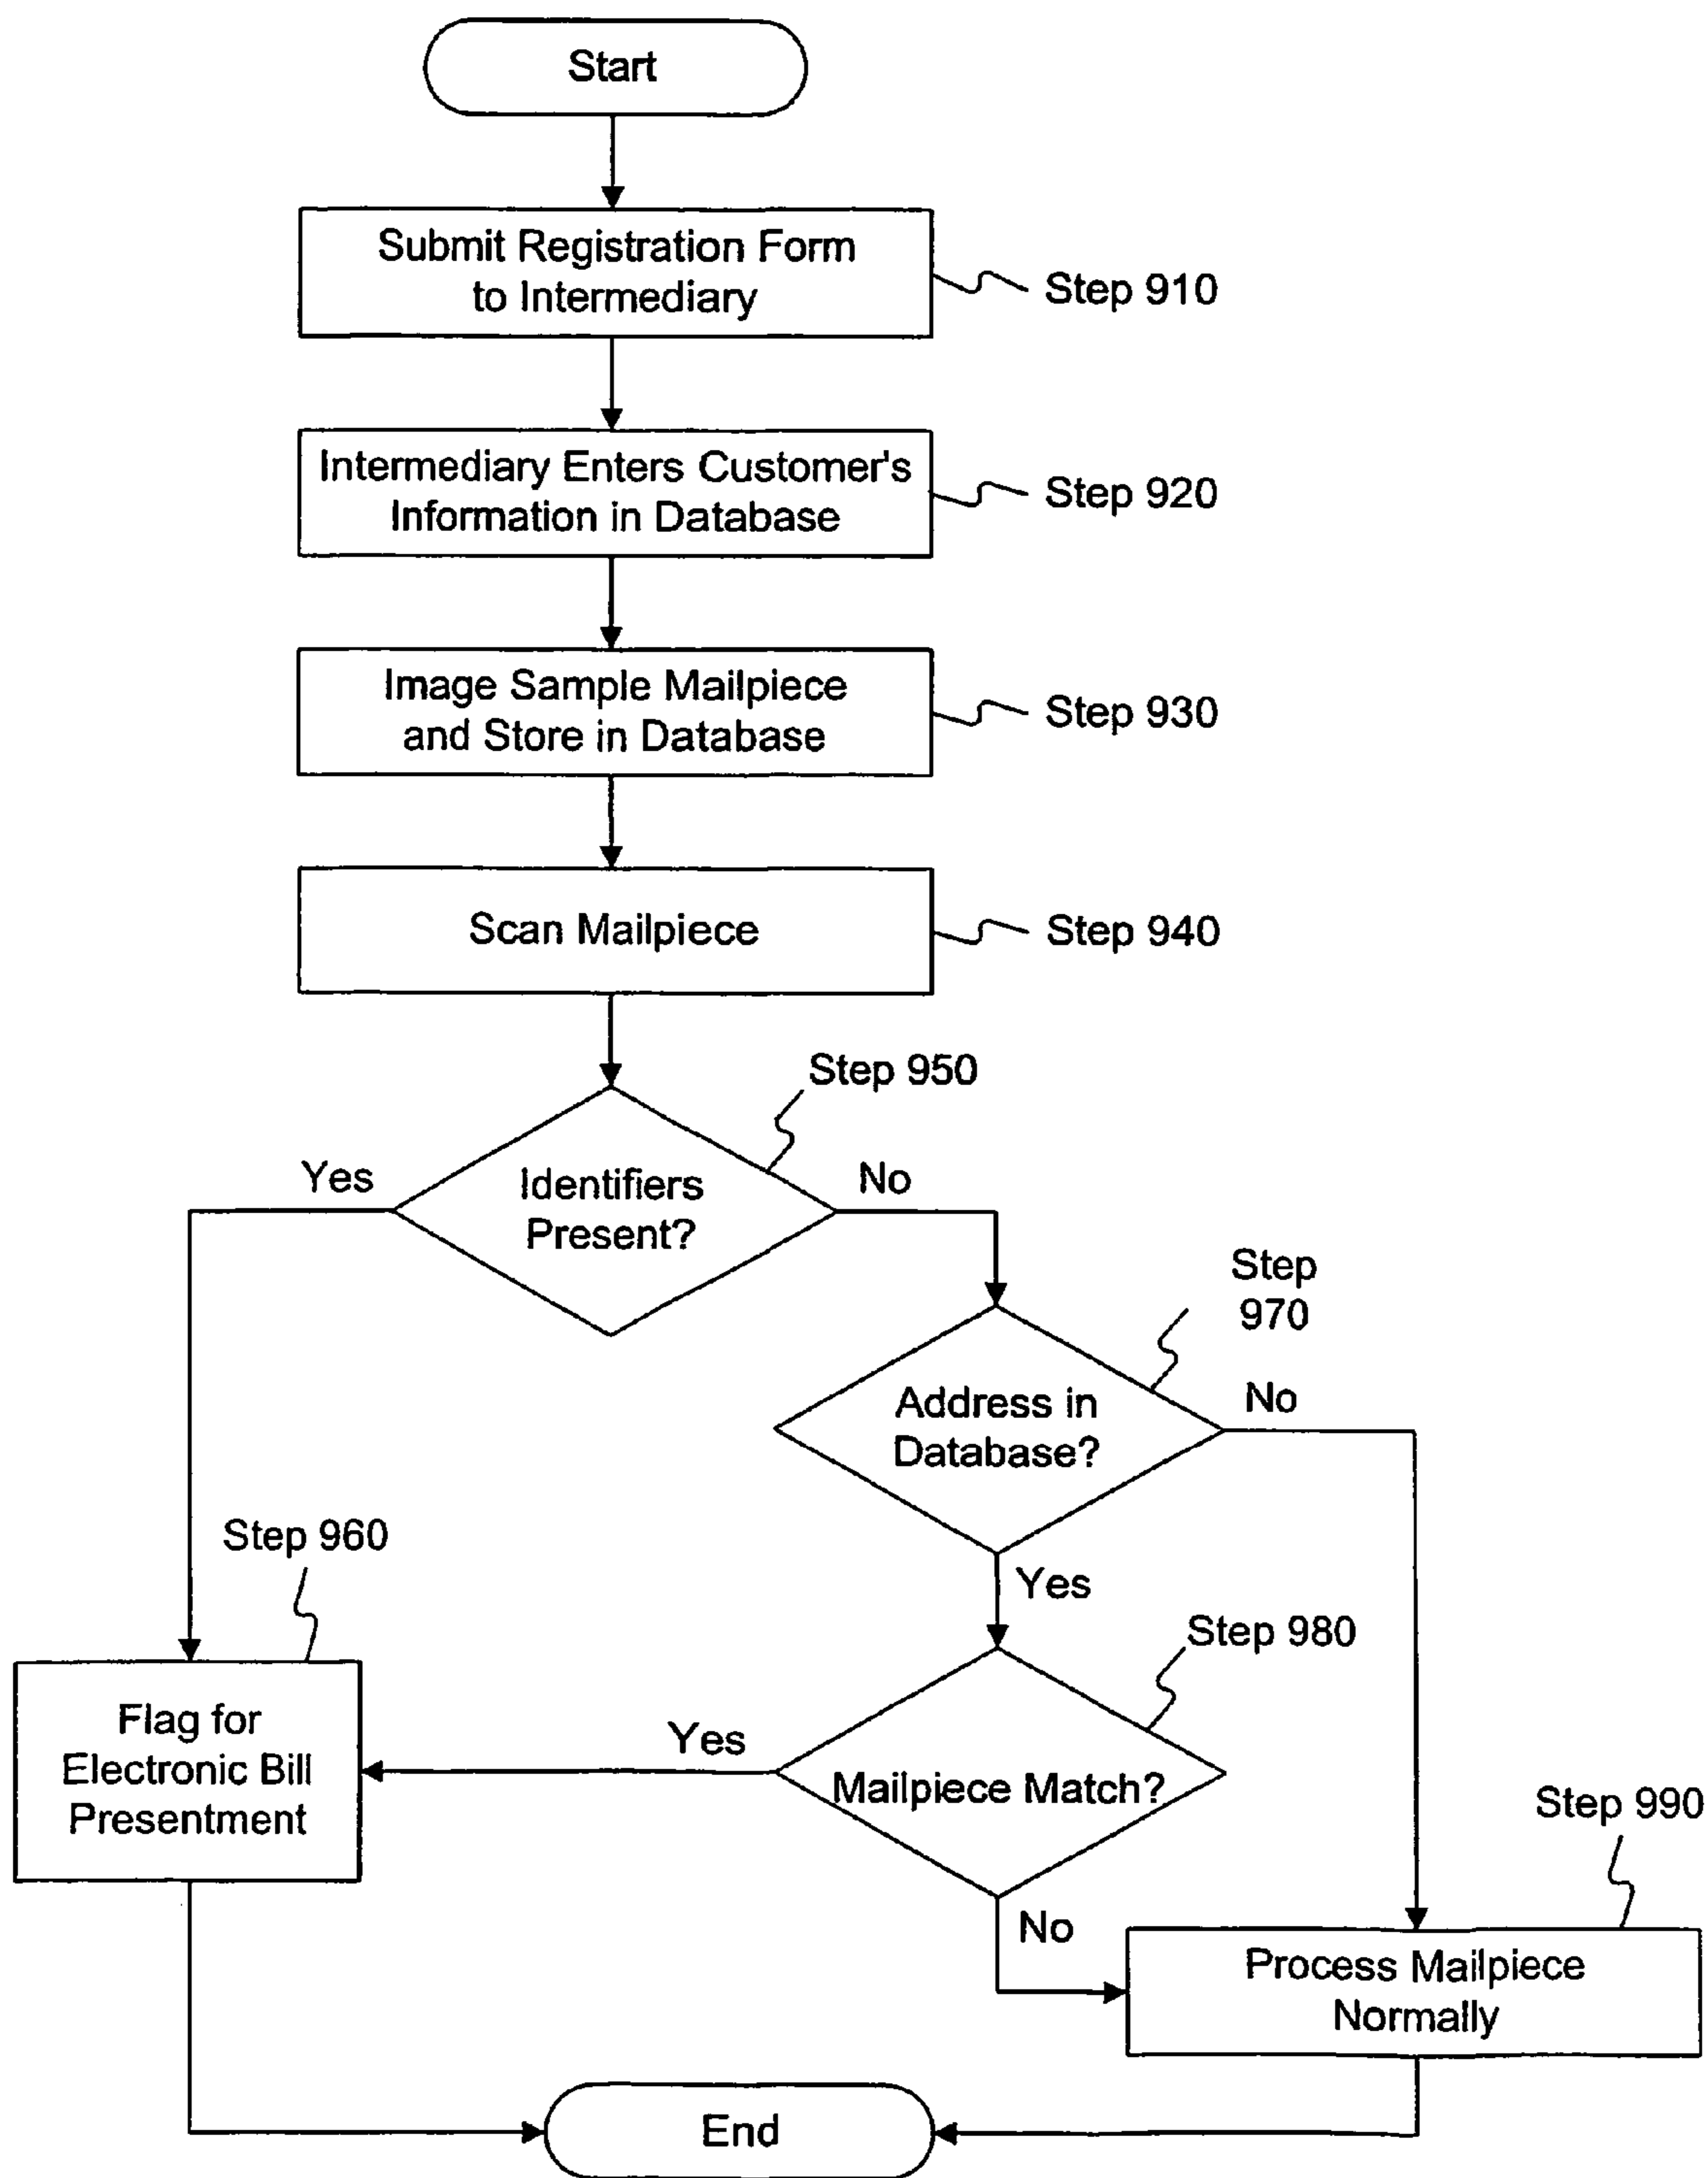 Start
Submit Registration Form
to Intermediary
Step 910
Intermediary Enters Customer's
Information in Database
Step 920
Image Sample Mailpiece
and Store in Database
Step 930
Scan Mailpiece
Step 940
Step 950
Yes
Identifiers
Present?
No
Step
970
Address in
Database?
No
Yes
Step 960
Step 980
Flag for
Electronic Bill
Presentment
Yes
Mailpiece Match?
No
Step 990
Process Mailpiece
Normally
End